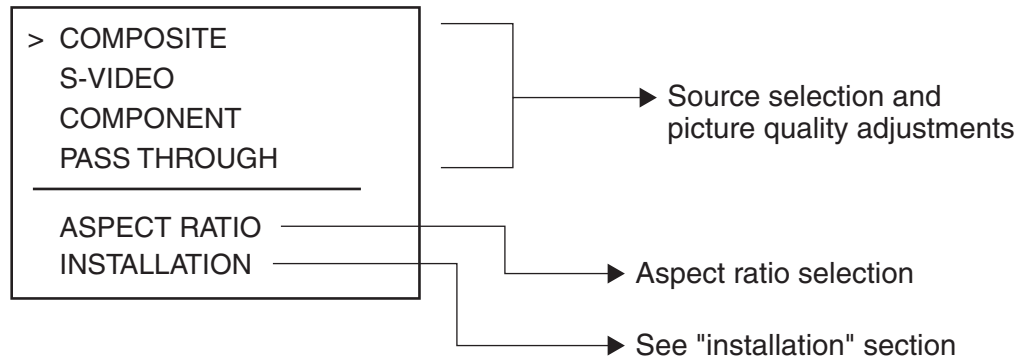 > COMPOSITE
S-VIDEO
COMPONENT
PASS THROUGH
ASPECT RATIO
INSTALLATION
Source selection and
picture quality adjustments
Aspect ratio selection
See "installation" section